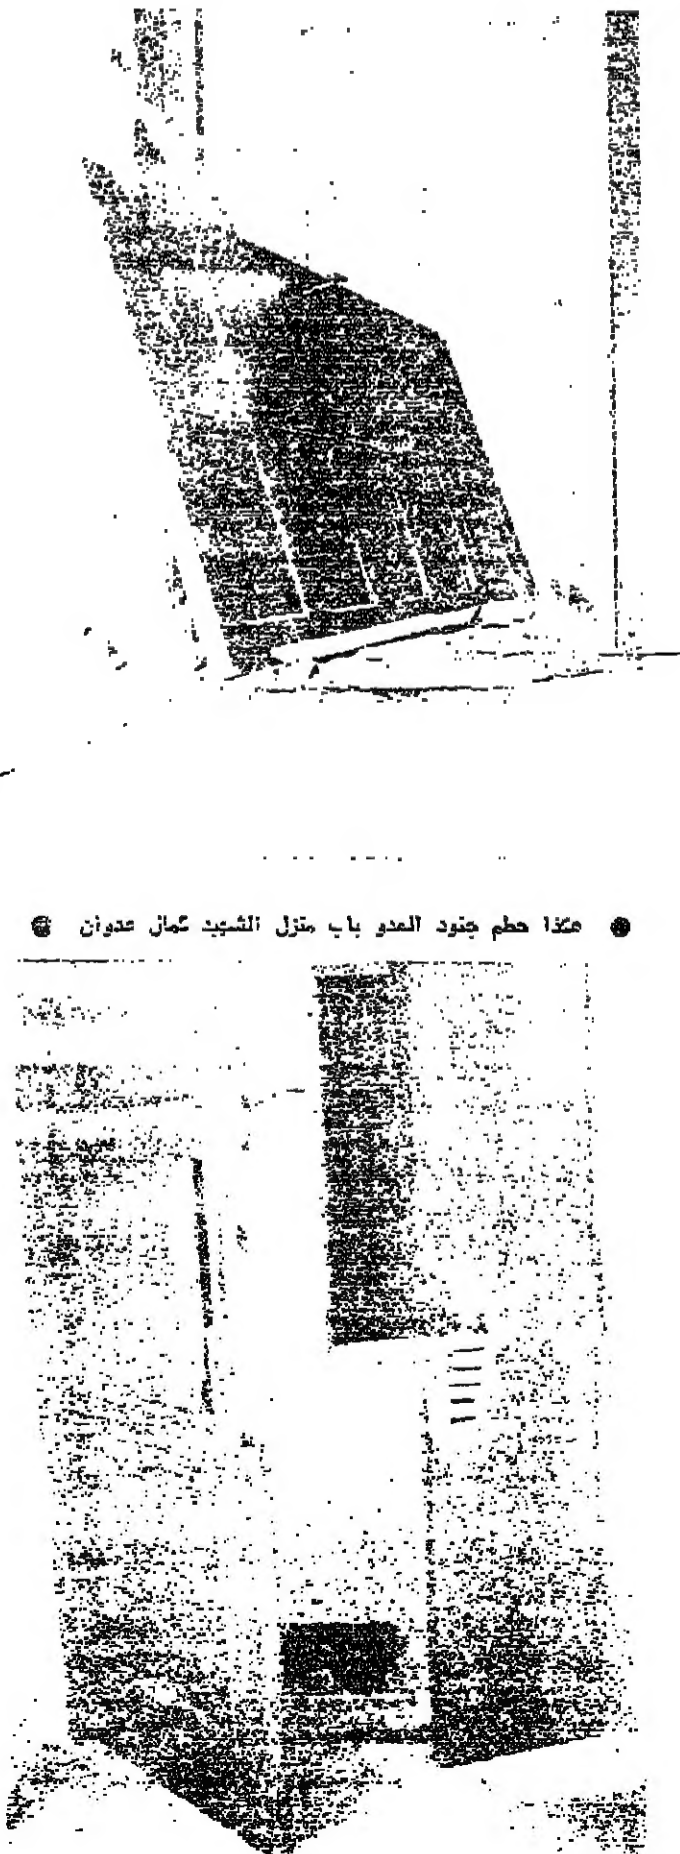 ● هكذا حطم جنود العدو باب منزل الشهيد كمال عدوان ●